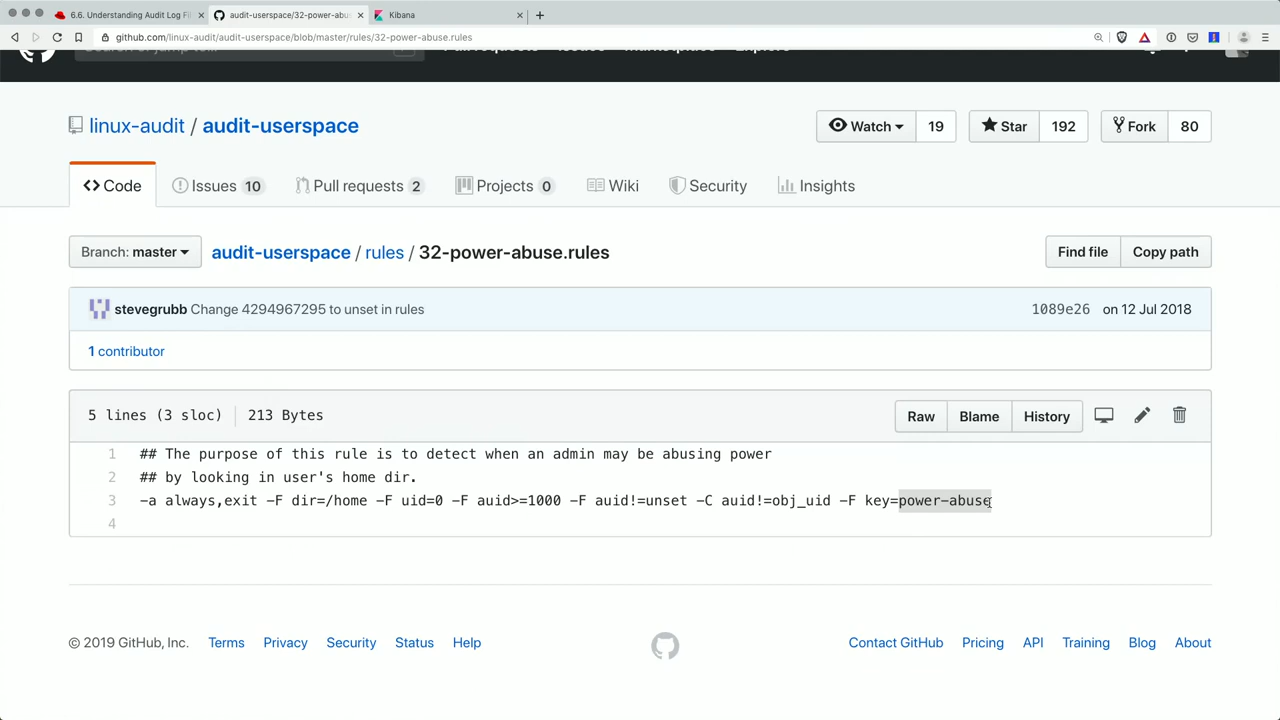 6.6. Understanding Audit Log Fi
audit-userspace/32-power-abus
Kibana
github.com/linux-audit/audit-userspace/blob/master/rules/32-power-abuse.rules
linux-audit / audit-userspace
Watch 19
Star 192
Fork 80
Code
Issues 10
Pull requests 2
Projects 0
Wiki
Security
Insights
Branch: master
audit-userspace / rules / 32-power-abuse.rules
Find file
Copy path
stevegrubb Change 4294967295 to unset in rules
1089e26 on 12 Jul 2018
1 contributor
5 lines (3 sloc)
213 Bytes
Raw
Blame
History
1 ## The purpose of this rule is to detect when an admin may be abusing power
2 ## by looking in user's home dir.
3 -a always,exit -F dir=/home -F uid=0 -F auid>=1000 -F auid!=unset -C auid!=obj_uid -F key=power-abuse
4
© 2019 GitHub, Inc.
Terms
Privacy
Security
Status
Help
Contact GitHub
Pricing
API
Training
Blog
About